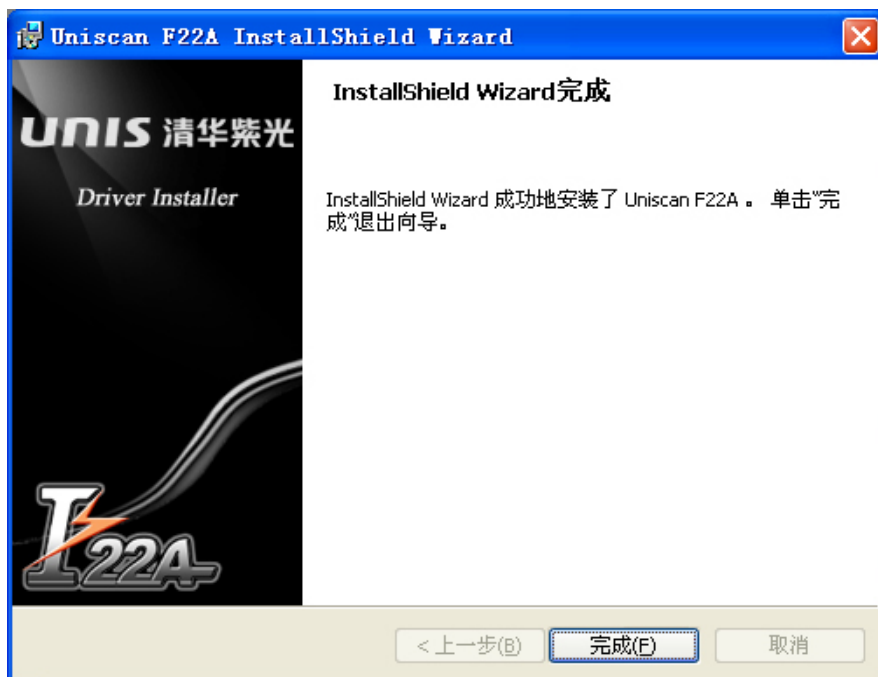 Uniscan F22A InstallShield Wizard
UNIS 清华紫光
Driver Installer
InstallShield Wizard完成
InstallShield Wizard 成功地安装了 Uniscan F22A 。 单击"完
成"退出向导。
I22A
<上一步(B)
完成(F)
取消